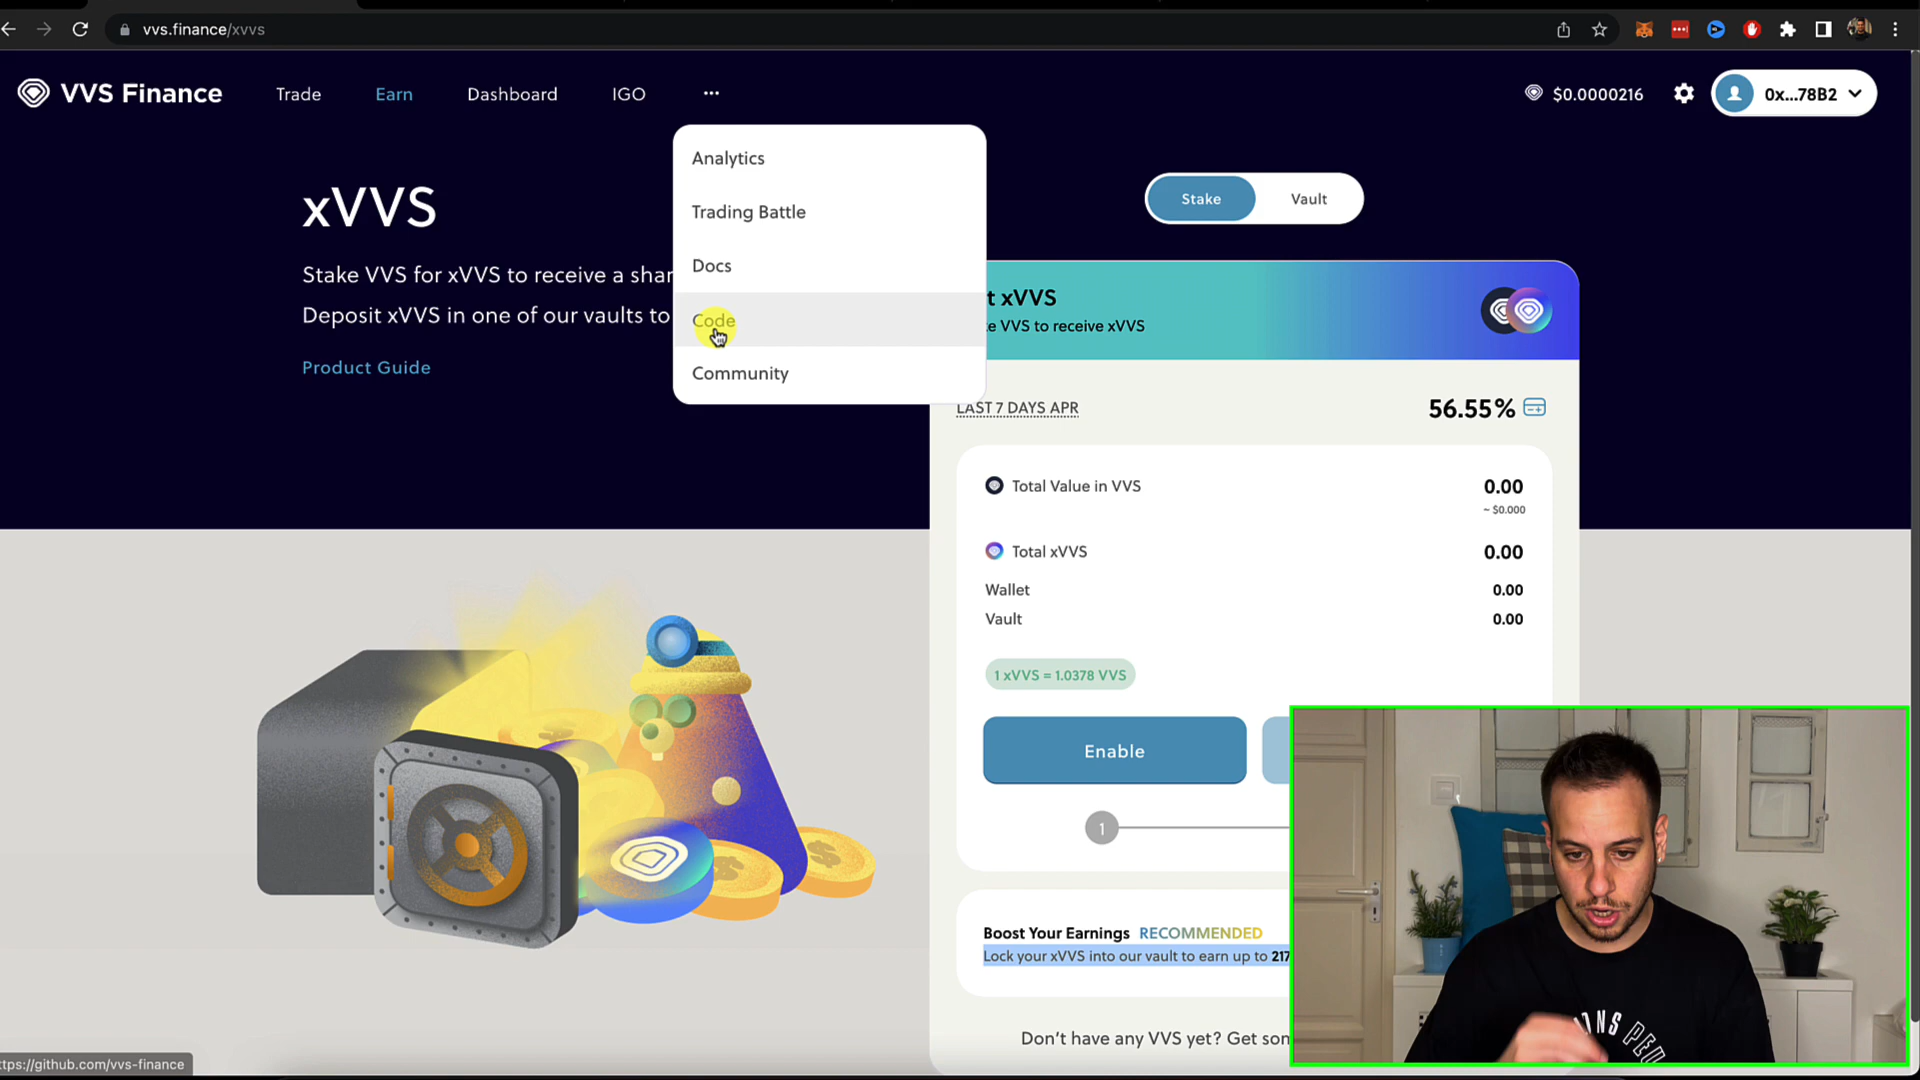 vvs.finance/xvvs
VVS Finance
Trade
Earn
Dashboard
IGO
$0.0000216
0x...78B2
Analytics
Trading Battle
Docs
Code
Community
xVVS
Stake VVS for xVVS to receive a shar
Deposit xVVS in one of our vaults to
Product Guide
Stake
Vault
t xVVS
e VVS to receive xVVS
LAST 7 DAYS APR
56.55%
Total Value in VVS
0.00
~ $0.000
Total xVVS
0.00
Wallet
0.00
Vault
0.00
1 xVVS = 1.0378 VVS
Enable
1
Boost Your Earnings RECOMMENDED
Lock your xVVS into our vault to earn up to 217
Don't have any VVS yet? Get son
ttps://github.com/vvs-finance